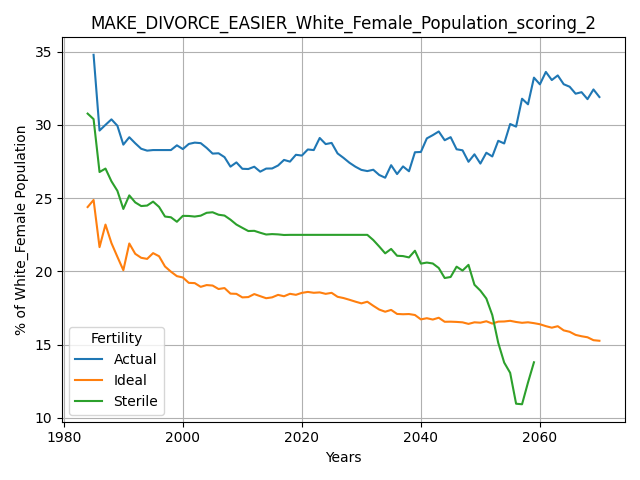 MAKE_DIVORCE_EASIER_White_Female_Population_scoring_2
% of White_Female Population
35
30
25
20
15
10
Fertility
Actual
Ideal
Sterile
1980 2000 2020 2040 2060
Years